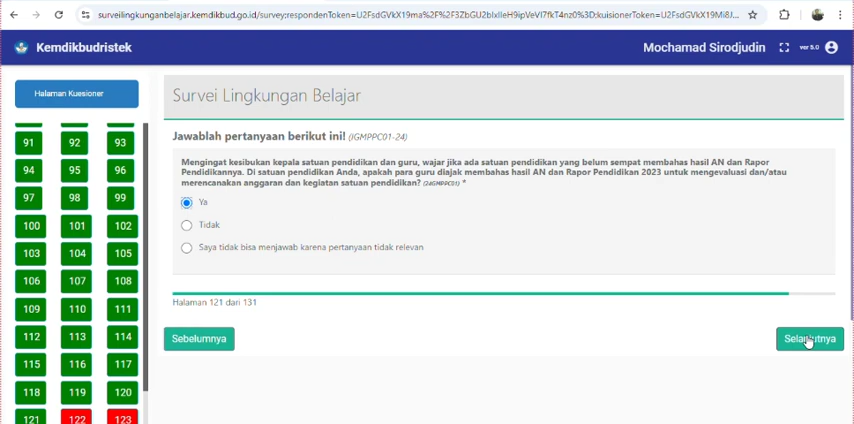 surveilingkunganbelajar.kemdikbud.go.id/survey;respondenToken=U2FsdGVkX19ma%2F%2F3ZbGU2blxlleH9ipVeVI7fkT4nz0%3D;kuisionerToken=U2FsdGVkX19Mi8J...
Kemdikbudristek
Mochamad Sirodjudin
ver 5.0
Halaman Kuesioner
Survei Lingkungan Belajar
Jawablah pertanyaan berikut ini! (IGMPPC01-24)
Mengingat kesibukan kepala satuan pendidikan dan guru, wajar jika ada satuan pendidikan yang belum sempat membahas hasil AN dan Rapor
Pendidikannya. Di satuan pendidikan Anda, apakah para guru diajak membahas hasil AN dan Rapor Pendidikan 2023 untuk mengevaluasi dan/atau
merencanakan anggaran dan kegiatan satuan pendidikan? (24GMPPC01) *
Ya
Tidak
Saya tidak bisa menjawab karena pertanyaan tidak relevan
Halaman 121 dari 131
Sebelumnya
Selanjutnya
91 92 93
94 95 96
97 98 99
100 101 102
103 104 105
106 107 108
109 110 111
112 113 114
115 116 117
118 119 120
121 122 123